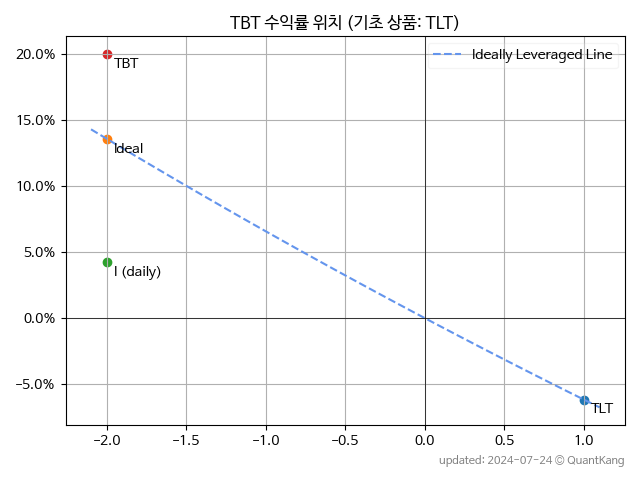 TBT 수익률 위치 (기초 상품: TLT)
20.0%
15.0%
10.0%
5.0%
0.0%
−5.0%
TBT
Ideal
I (daily)
TLT
Ideally Leveraged Line
−2.0 −1.5 −1.0 −0.5 0.0 0.5 1.0
updated: 2024-07-24 © QuantKang